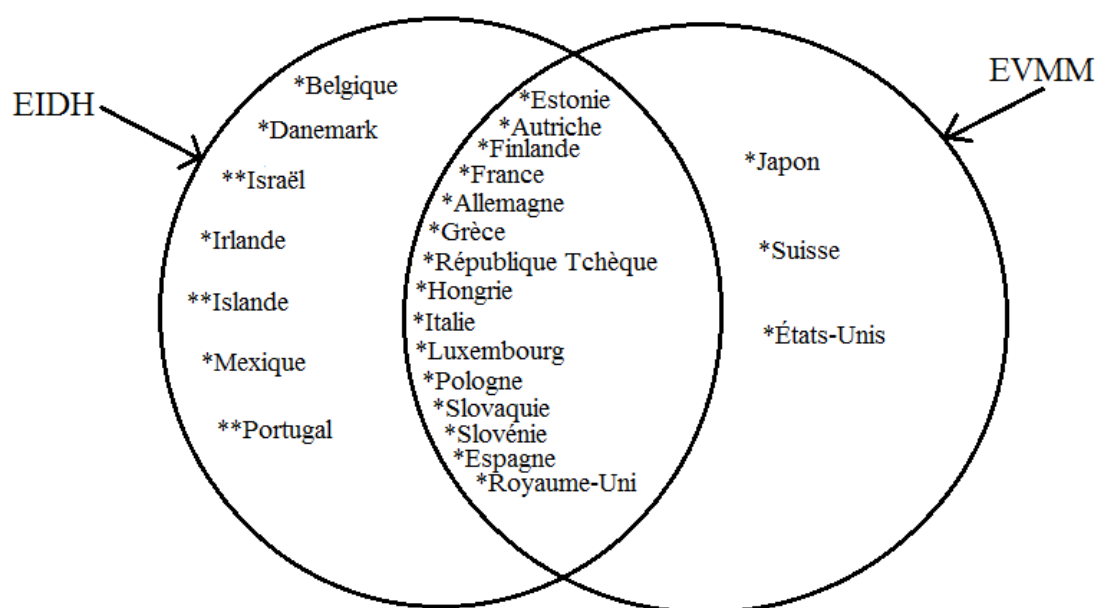 EIDH
EVMM
*Belgique
*Danemark
**Israël
*Irlande
**Islande
*Mexique
**Portugal
*Estonie
*Autriche
*Finlande
*France
*Allemagne
*Grèce
*République Tchèque
*Hongrie
*Italie
*Luxembourg
*Pologne
*Slovaquie
*Slovénie
*Espagne
*Royaume-Uni
*Japon
*Suisse
*États-Unis